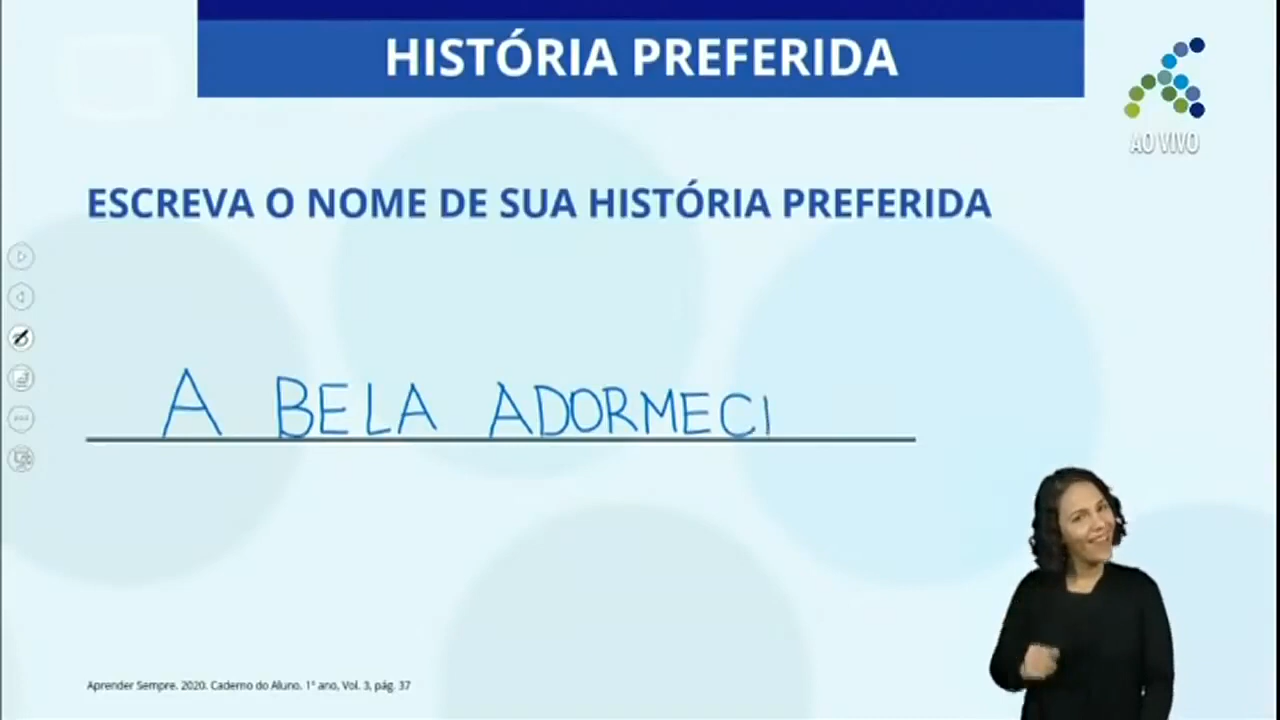 HISTÓRIA PREFERIDA
AO VIVO
ESCREVA O NOME DE SUA HISTÓRIA PREFERIDA
A BELA ADORMECI
Aprender Sempre. 2020. Caderno do Aluno. 1º ano, Vol. 3, pág. 37